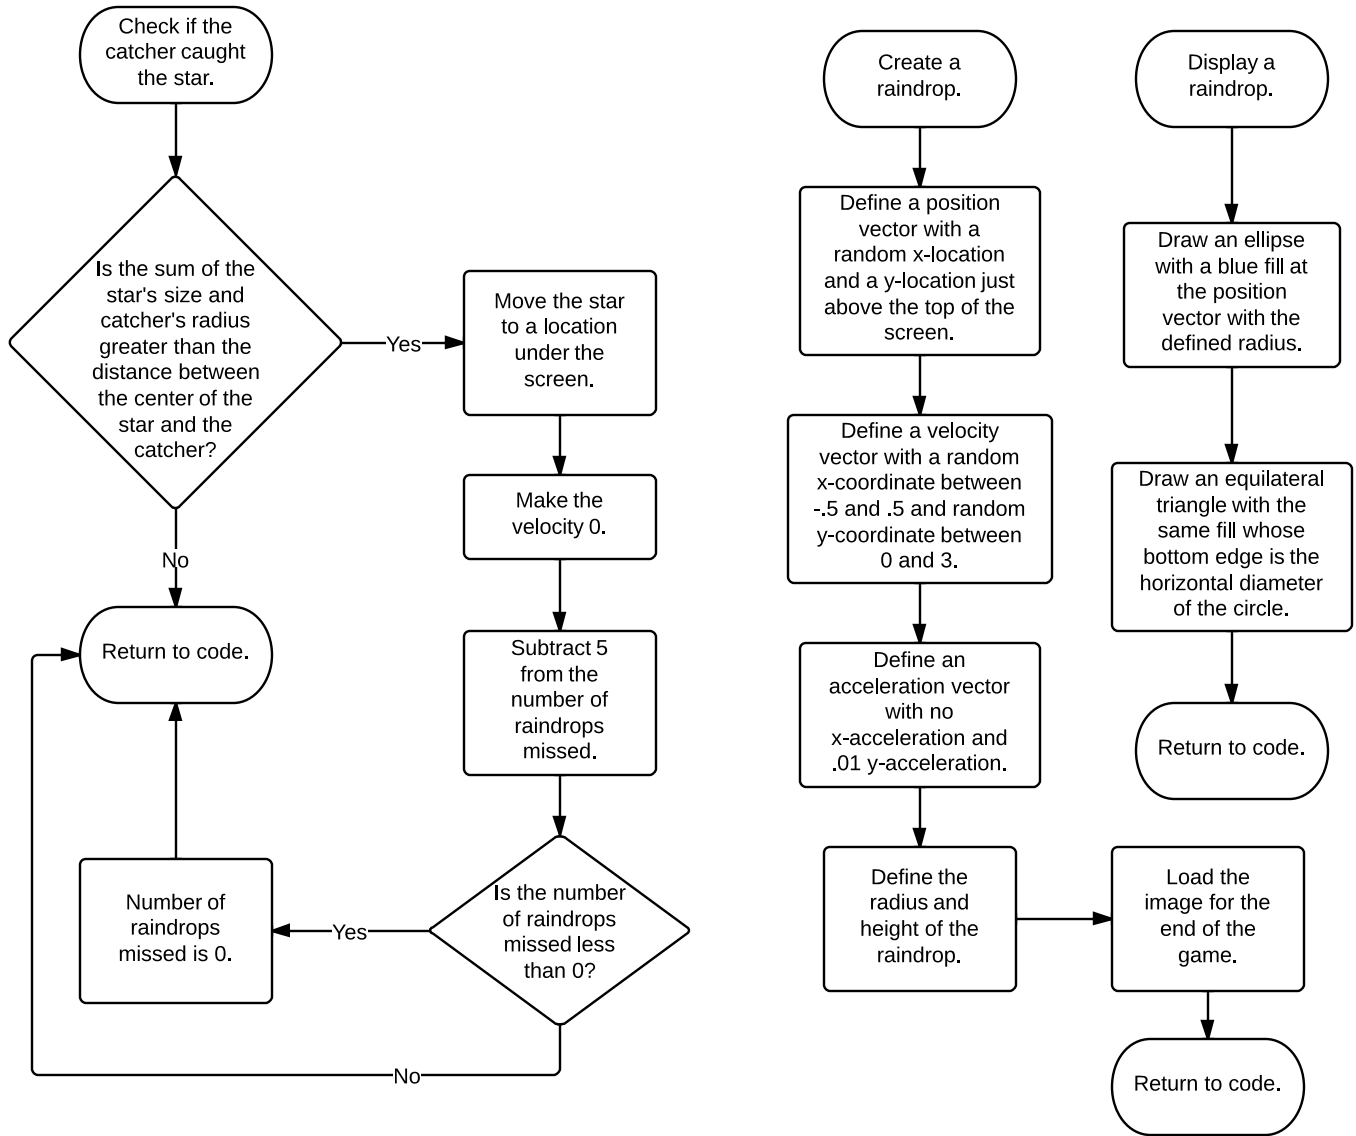 Check if the
catcher caught
the star.
Is the sum of the
star's size and
catcher's radius
greater than the
distance between
the center of the
star and the
catcher?
Yes
No
Move the star
to a location
under the
screen.
Make the
velocity 0.
Subtract 5
from the
number of
raindrops
missed.
Is the number
of raindrops
missed less
than 0?
Yes
No
Number of
raindrops
missed is 0.
Return to code.
Create a
raindrop.
Define a position
vector with a
random x-location
and a y-location just
above the top of the
screen.
Define a velocity
vector with a random
x-coordinate between
-.5 and .5 and random
y-coordinate between
0 and 3.
Define an
acceleration vector
with no
x-acceleration and
.01 y-acceleration.
Define the
radius and
height of the
raindrop.
Load the
image for the
end of the
game.
Return to code.
Display a
raindrop.
Draw an ellipse
with a blue fill at
the position
vector with the
defined radius.
Draw an equilateral
triangle with the
same fill whose
bottom edge is the
horizontal diameter
of the circle.
Return to code.